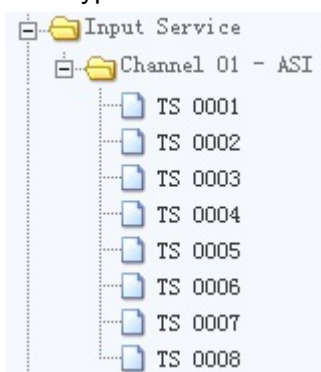 Input Service
Channel 01 - ASI
TS 0001
TS 0002
TS 0003
TS 0004
TS 0005
TS 0006
TS 0007
TS 0008